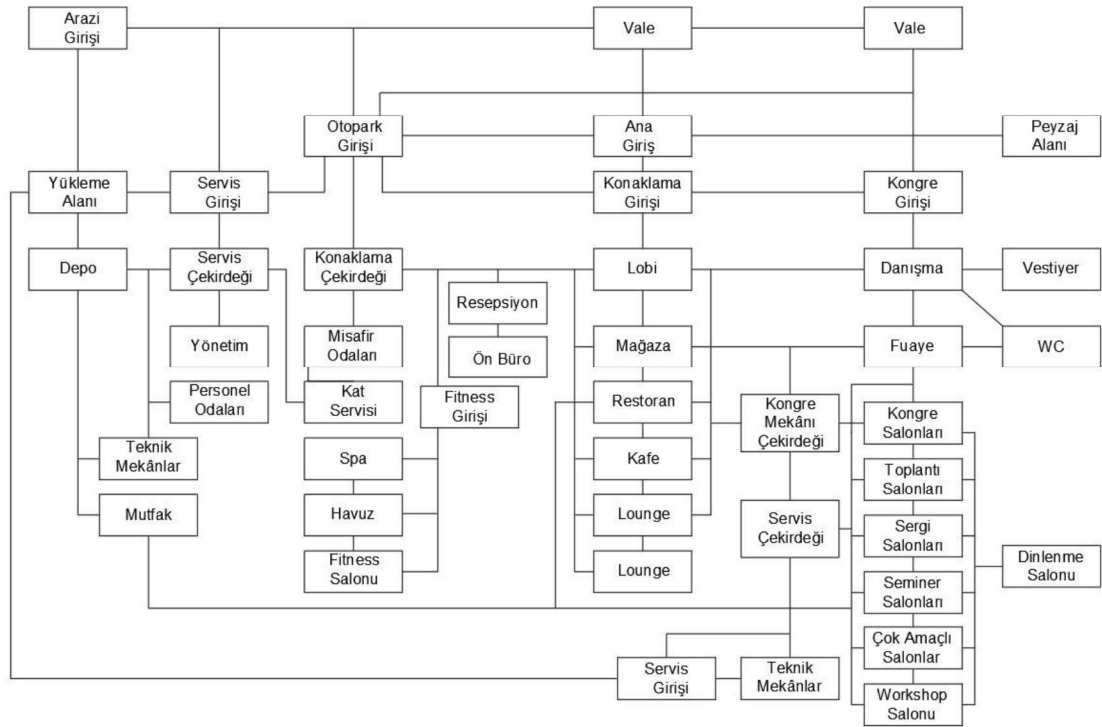 Arazi
Girişi
Vale
Vale
Otopark
Girişi
Ana
Giriş
Peyzaj
Alanı
Yükleme
Alanı
Servis
Girişi
Konaklama
Girişi
Kongre
Girişi
Depo
Servis
Çekirdeği
Konaklama
Çekirdeği
Lobi
Danışma
Vestiyer
Resepsiyon
Yönetim
Misafir
Odaları
Ön Büro
Mağaza
Fuaye
WC
Personel
Odaları
Kat
Servisi
Fitness
Girişi
Restoran
Kongre
Mekânı
Çekirdeği
Kongre
Salonları
Teknik
Mekânlar
Spa
Kafe
Toplantı
Salonları
Mutfak
Havuz
Lounge
Servis
Çekirdeği
Sergi
Salonları
Fitness
Salonu
Lounge
Dinlenme
Salonu
Seminer
Salonları
Çok Amaçlı
Salonlar
Servis
Girişi
Teknik
Mekânlar
Workshop
Salonu